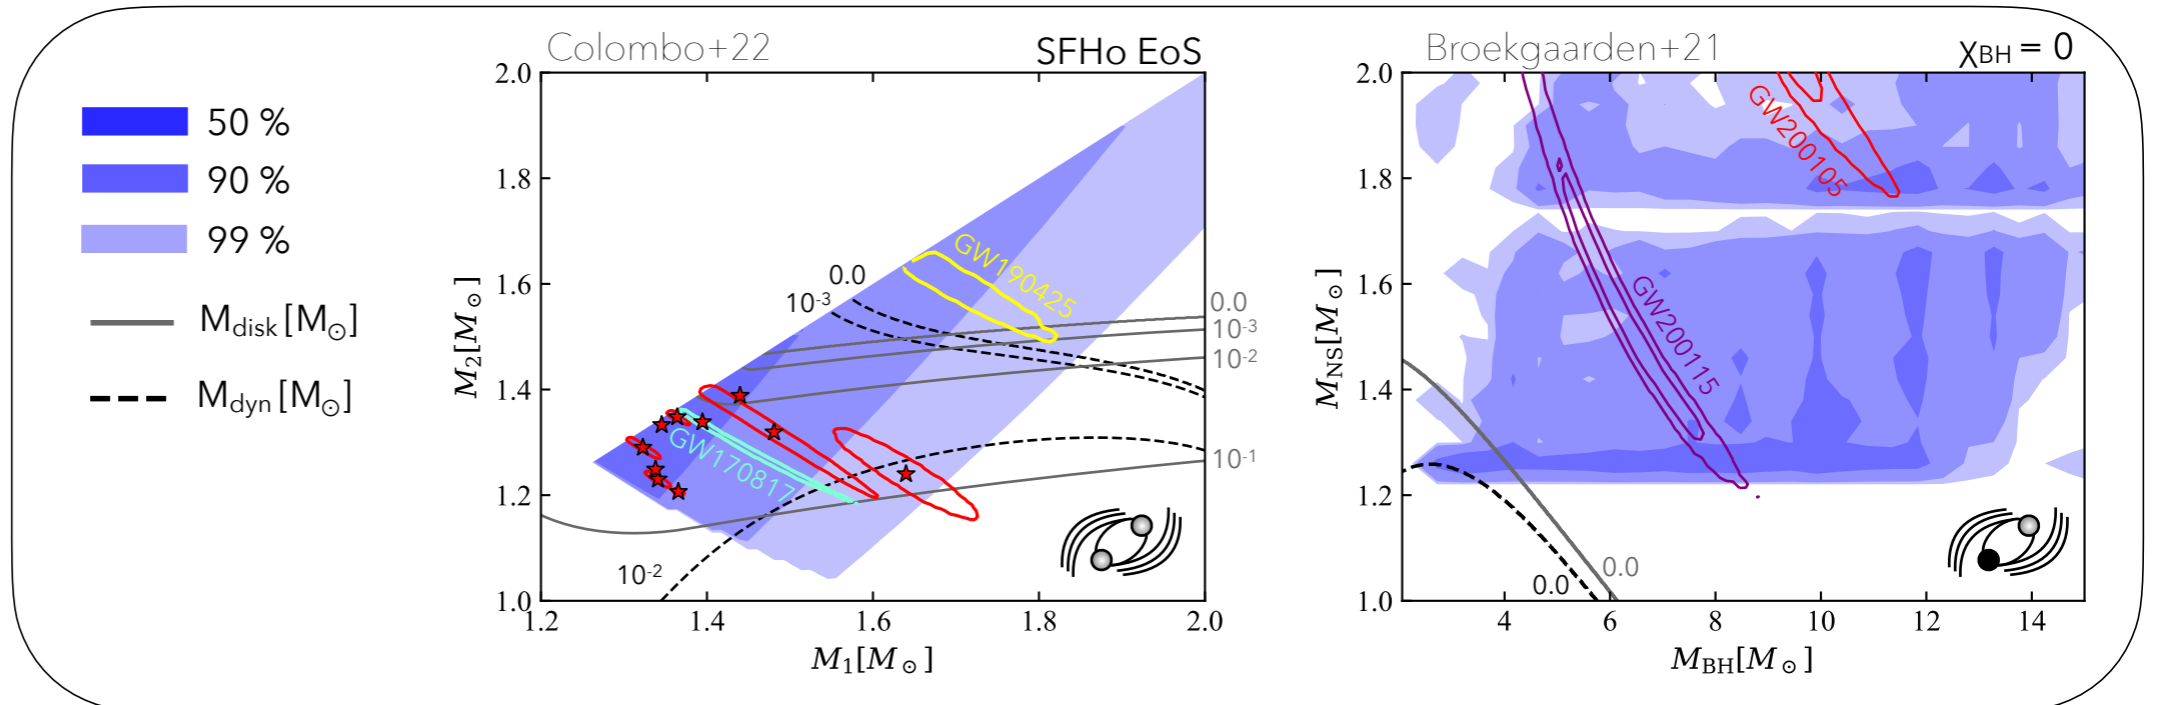 50 %
90 %
99 %
Mdisk [M⊙]
Mdyn [M⊙]
Colombo+22
SFHo EoS
2.0
1.8
1.6
1.4
1.2
1.0
M2[M⊙]
1.2
1.4
1.6
1.8
2.0
M1[M⊙]
GW190425
GW170817
0.0
10-3
10-2
0.0
10-3
10-2
10-1
Broekgaarden+21
χBH = 0
2.0
1.8
1.6
1.4
1.2
1.0
MNS[M⊙]
4
6
8
10
12
14
MBH[M⊙]
GW200105
GW200115
0.0
0.0